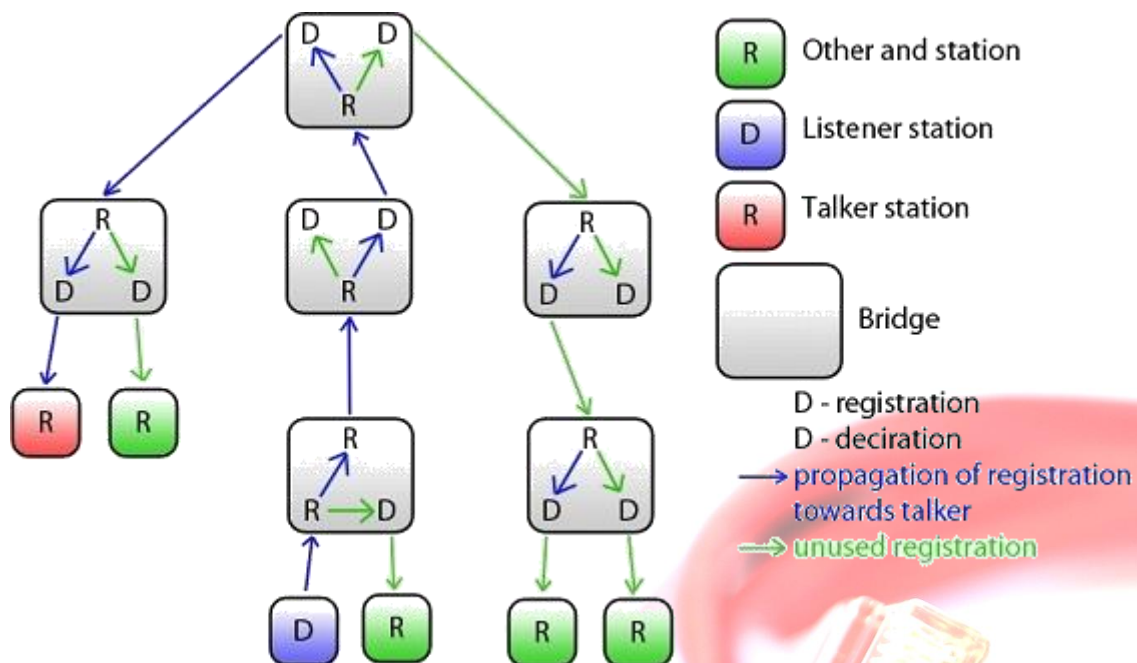 D D
R
R Other and station
D Listener station
R Talker station
Bridge
R
D D
D D
R
R
D D
R
R
R
R D
R
D D
D
R
R
R
D - registration
D - deciration
propagation of registration
towards talker
unused registration